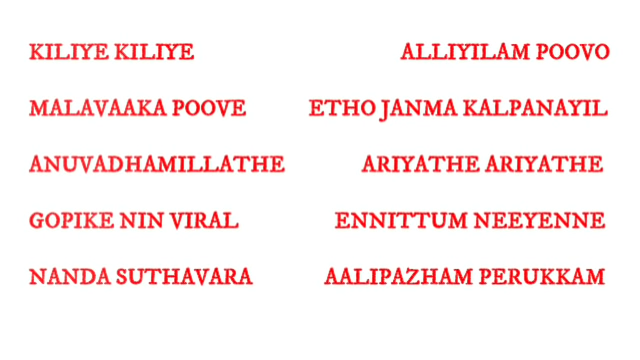 KILIYE KILIYE
MALAVAAKA POOVE
ANUVADHAMILLATHE
GOPIKE NIN VIRAL
NANDA SUTHAVARA
ALLIYILAM POOVO
ETHO JANMA KALPANAYIL
ARIYATHE ARIYATHE
ENNITTUM NEEYENNE
AALIPAZHAM PERUKKAM